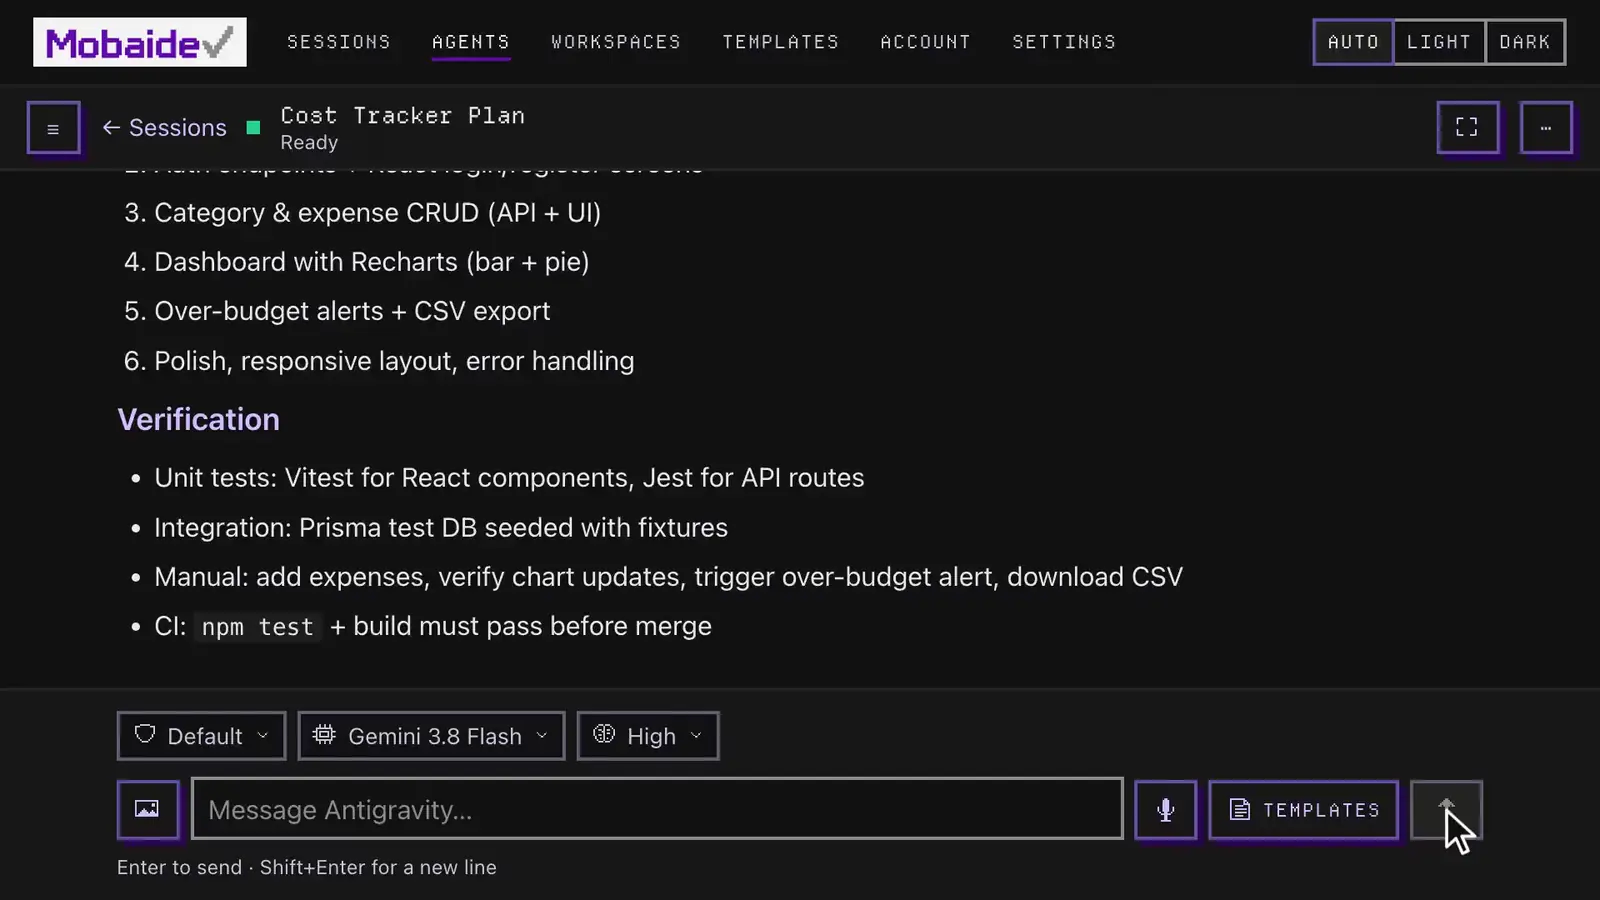 Mobaide
SESSIONS AGENTS WORKSPACES TEMPLATES ACCOUNT SETTINGS AUTO LIGHT DARK
← Sessions
Cost Tracker Plan
Ready
3. Category & expense CRUD (API + UI)
4. Dashboard with Recharts (bar + pie)
5. Over-budget alerts + CSV export
6. Polish, responsive layout, error handling
Verification
• Unit tests: Vitest for React components, Jest for API routes
• Integration: Prisma test DB seeded with fixtures
• Manual: add expenses, verify chart updates, trigger over-budget alert, download CSV
• CI: npm test + build must pass before merge
Default Gemini 3.8 Flash High
Message Antigravity...
TEMPLATES
Enter to send · Shift+Enter for a new line